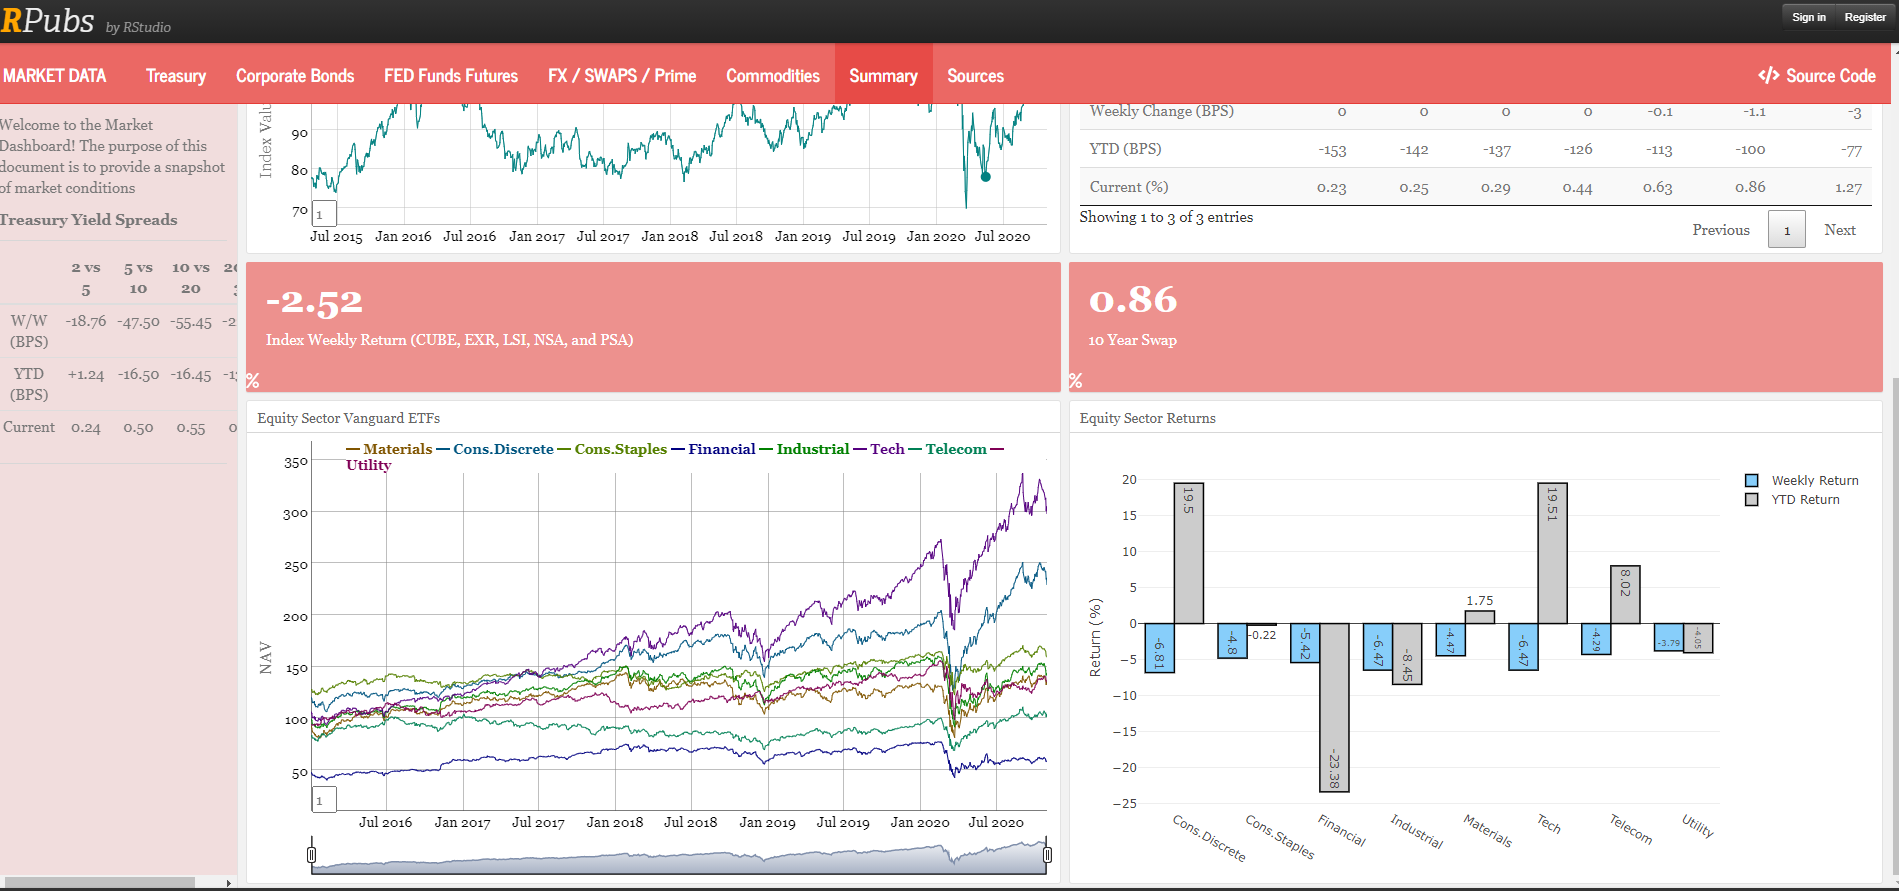 RPubs by RStudio
Sign in Register
MARKET DATA Treasury Corporate Bonds FED Funds Futures FX / SWAPS / Prime Commodities Summary Sources </> Source Code
Welcome to the Market
Dashboard! The purpose of this
document is to provide a snapshot
of market conditions
Treasury Yield Spreads
2 vs 5 vs 10 vs
5 10 20
W/W -18.76 -47.50 -55.45
(BPS)
YTD +1.24 -16.50 -16.45
(BPS)
Current 0.24 0.50 0.55
Index Valu
90
80
70
1
Jul 2015 Jan 2016 Jul 2016 Jan 2017 Jul 2017 Jan 2018 Jul 2018 Jan 2019 Jul 2019 Jan 2020 Jul 2020
Weekly Change (BPS) 0 0 0 0 -0.1 -1.1 -3
YTD (BPS) -153 -142 -137 -126 -113 -100 -77
Current (%) 0.23 0.25 0.29 0.44 0.63 0.86 1.27
Showing 1 to 3 of 3 entries
Previous 1 Next
-2.52
Index Weekly Return (CUBE, EXR, LSI, NSA, and PSA)
%
0.86
10 Year Swap
%
Equity Sector Vanguard ETFs
Materials Cons.Discrete Cons.Staples Financial Industrial Tech Telecom
Utility
NAV
350
300
250
200
150
100
50
1
Jul 2016 Jan 2017 Jul 2017 Jan 2018 Jul 2018 Jan 2019 Jul 2019 Jan 2020 Jul 2020
Equity Sector Returns
Weekly Return
YTD Return
Return (%)
20
15
10
5
0
−5
−10
−15
−20
−25
-6.81 19.5 -4.8 -0.22 -5.42 -23.38 -6.47 -8.45 -4.47 1.75 -6.47 19.51 -4.29 8.02 -3.79 -4.05
Cons.Discrete Cons.Staples Financial Industrial Materials Tech Telecom Utility